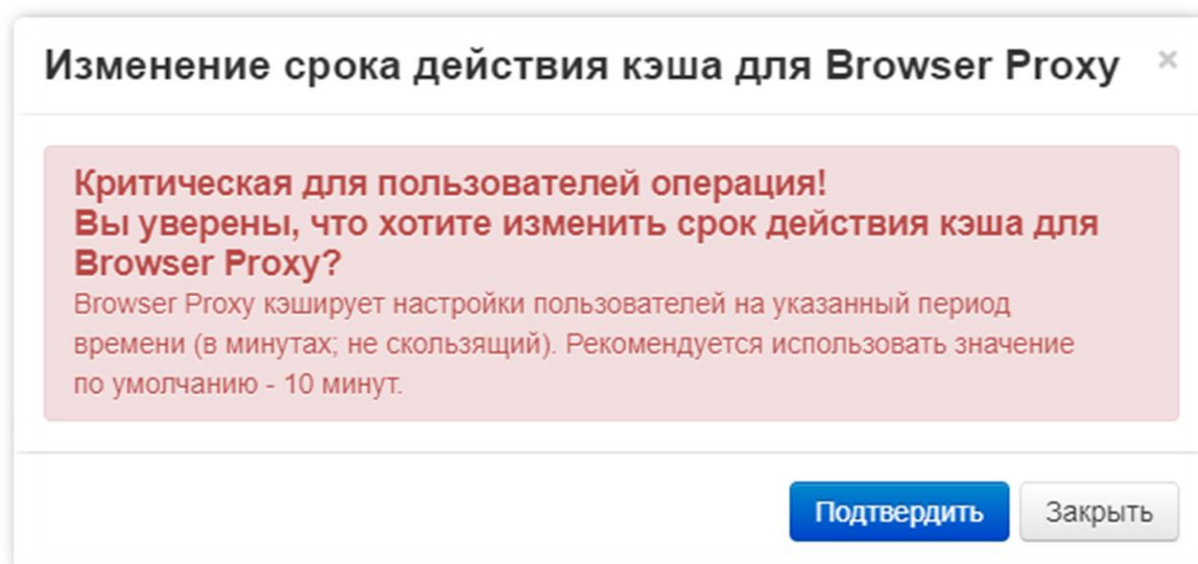 Изменение срока действия кэша для Browser Proxy ×
Критическая для пользователей операция!
Вы уверены, что хотите изменить срок действия кэша для
Browser Proxy?
Browser Proxy кэширует настройки пользователей на указанный период
времени (в минутах; не скользящий). Рекомендуется использовать значение
по умолчанию - 10 минут.
Подтвердить Закрыть